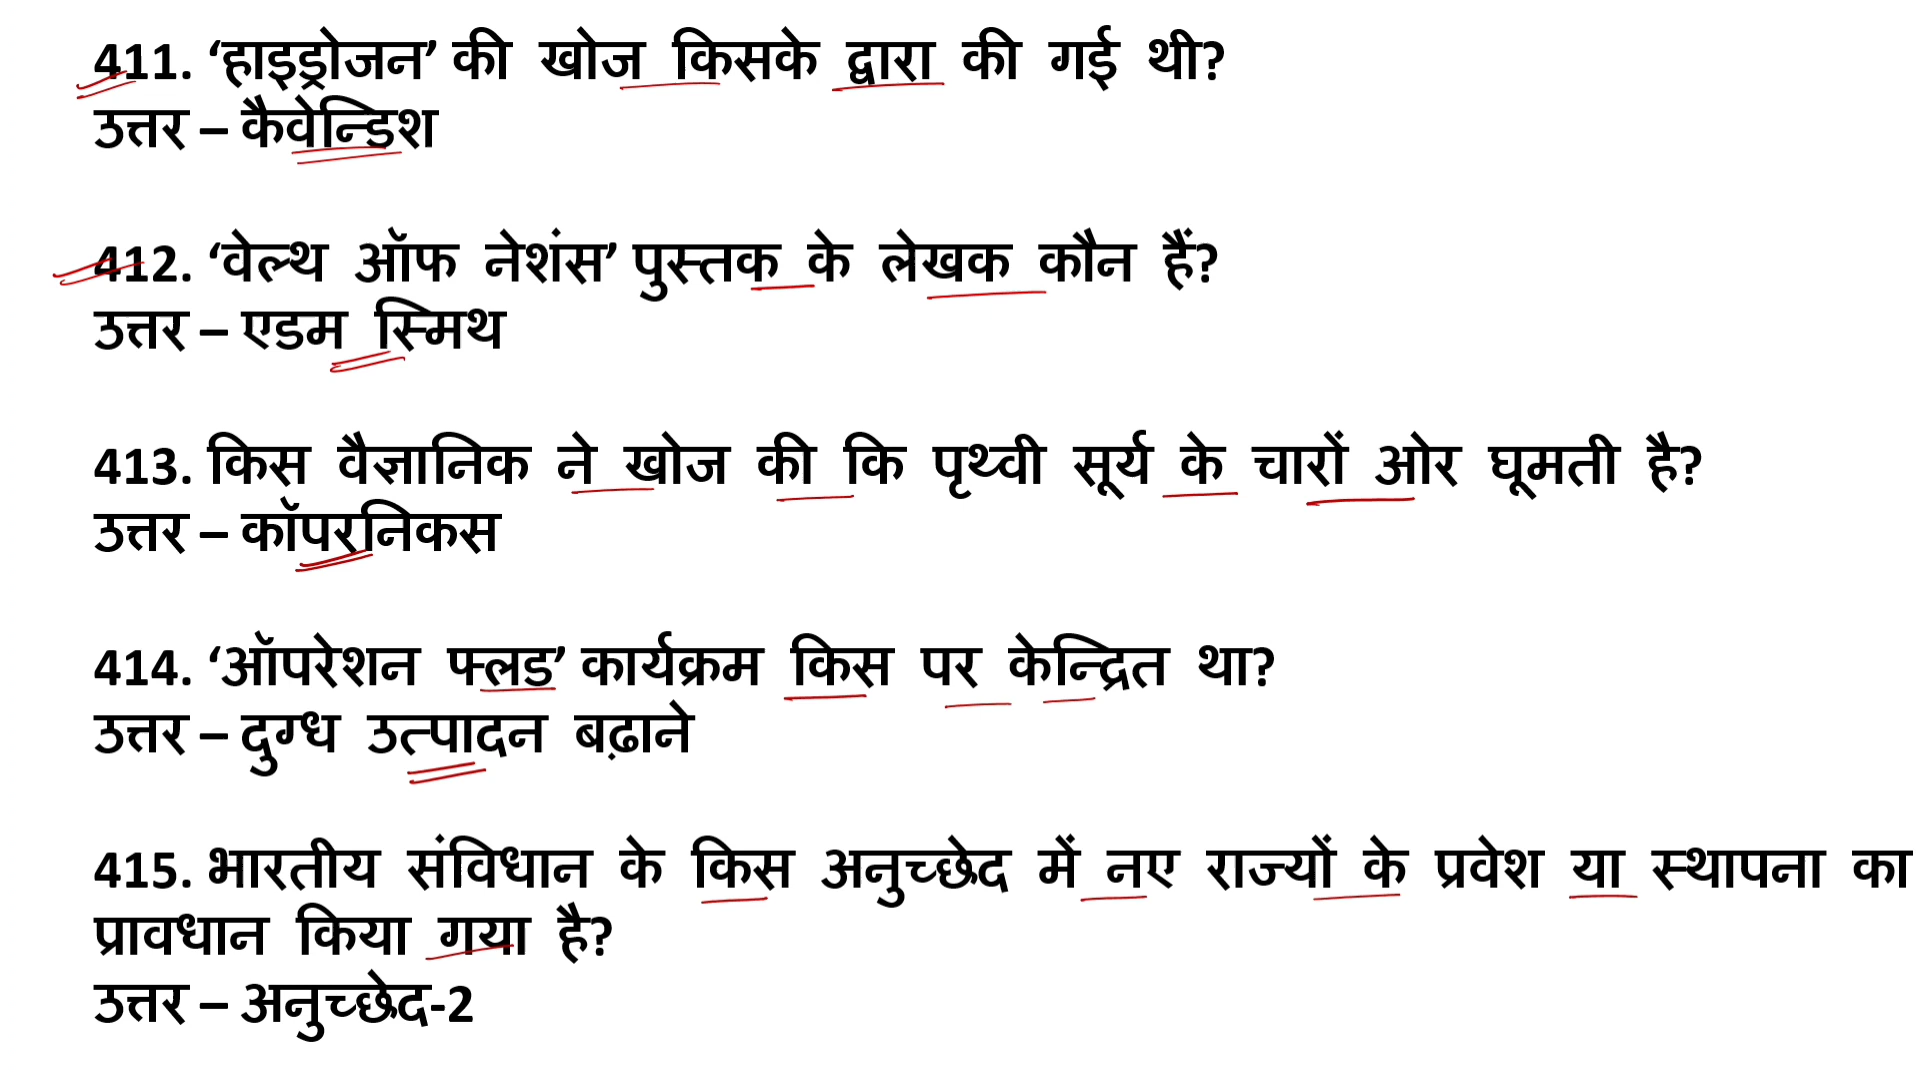 411. ‘हाइड्रोजन’ की खोज किसके द्वारा की गई थी?
उत्तर – कैवेन्डिश
412. ‘वेल्थ ऑफ नेशंस’ पुस्तक के लेखक कौन हैं?
उत्तर – एडम स्मिथ
413. किस वैज्ञानिक ने खोज की कि पृथ्वी सूर्य के चारों ओर घूमती है?
उत्तर – कॉपरनिकस
414. ‘ऑपरेशन फ्लड’ कार्यक्रम किस पर केन्द्रित था?
उत्तर – दुग्ध उत्पादन बढ़ाने
415. भारतीय संविधान के किस अनुच्छेद में नए राज्यों के प्रवेश या स्थापना का
प्रावधान किया गया है?
उत्तर – अनुच्छेद-2